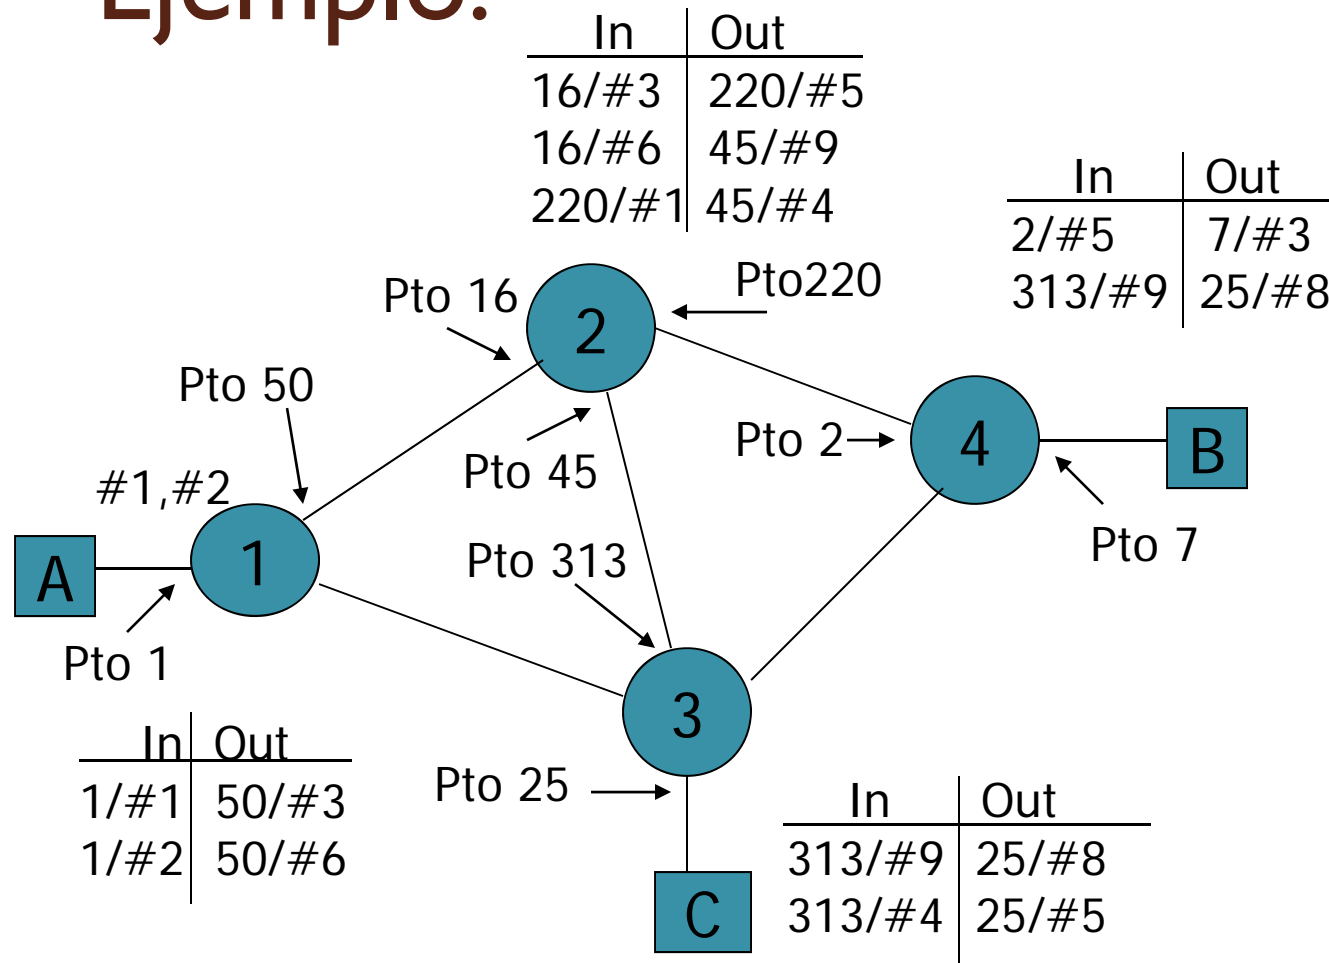 Ejemplo:
In Out
16/#3 220/#5
16/#6 45/#9
220/#1 45/#4
In Out
2/#5 7/#3
313/#9 25/#8
Pto 16
2
Pto220
Pto 50
Pto 45
Pto 2
4
B
#1,#2
A
1
Pto 313
Pto 7
Pto 1
3
In Out
1/#1 50/#3
1/#2 50/#6
Pto 25
C
In Out
313/#9 25/#8
313/#4 25/#5